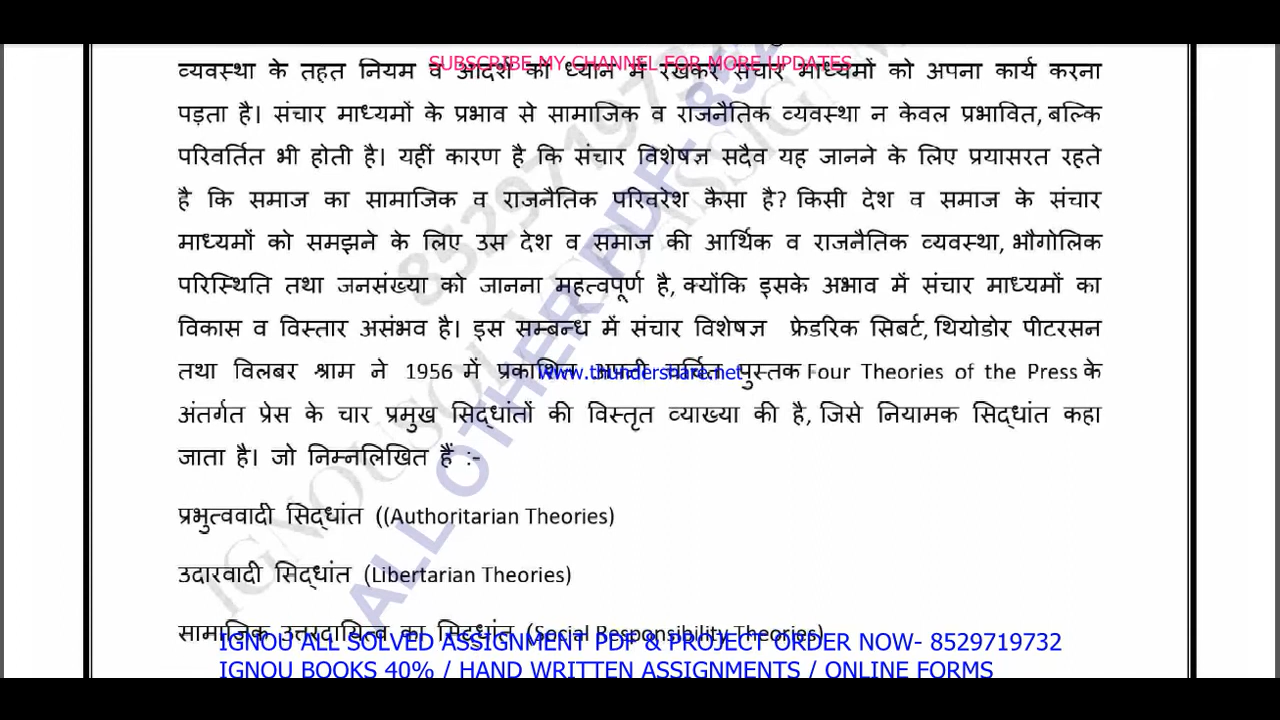 SUBSCRIBE MY CHANNEL FOR MORE UPDATES
व्यवस्था के तहत नियम व आदर्श को ध्यान में रखकर संचार माध्यमों को अपना कार्य करना
पड़ता है। संचार माध्यमों के प्रभाव से सामाजिक व राजनैतिक व्यवस्था न केवल प्रभावित, बल्कि
परिवर्तित भी होती है। यहीं कारण है कि संचार विशेषज्ञ सदैव यह जानने के लिए प्रयासरत रहते
है कि समाज का सामाजिक व राजनैतिक परिवरेश कैसा है? किसी देश व समाज के संचार
माध्यमों को समझने के लिए उस देश व समाज की आर्थिक व राजनैतिक व्यवस्था, भौगोलिक
परिस्थिति तथा जनसंख्या को जानना महत्वपूर्ण है, क्योंकि इसके अभाव में संचार माध्यमों का
विकास व विस्तार असंभव है। इस सम्बन्ध में संचार विशेषज्ञ फ्रेडरिक सिबर्ट, थियोडोर पीटरसन
तथा विलबर श्राम ने 1956 में प्रकाशित अपनी चर्चित पुस्तक Four Theories of the Press के
www.thundershare.net
अंतर्गत प्रेस के चार प्रमुख सिद्धांतों की विस्तृत व्याख्या की है, जिसे नियामक सिद्धांत कहा
जाता है। जो निम्नलिखित हैं :-
प्रभुत्ववादी सिद्धांत ((Authoritarian Theories)
उदारवादी सिद्धांत (Libertarian Theories)
सामाजिक उत्तरदायित्व का सिद्धांत (Social Responsibility Theories)
IGNOU ALL SOLVED ASSIGNMENT PDF & PROJECT ORDER NOW- 8529719732
IGNOU BOOKS 40% / HAND WRITTEN ASSIGNMENTS / ONLINE FORMS